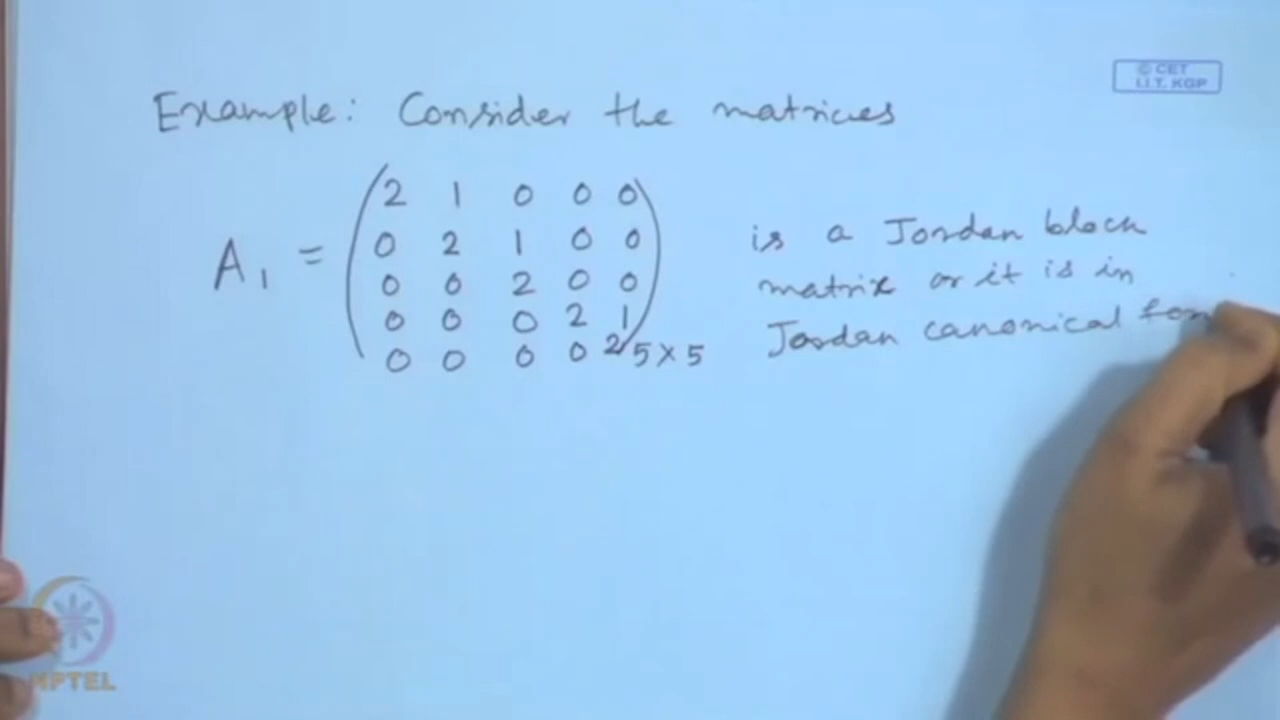 © CET
I.I.T. KGP
Example: Consider the matrices
A1 = ( 2 1 0 0 0
0 2 1 0 0
0 0 2 0 0
0 0 0 2 1
0 0 0 0 2 ) 5×5
is a Jordan block
matrix or it is in
Jordan canonical for
NPTEL